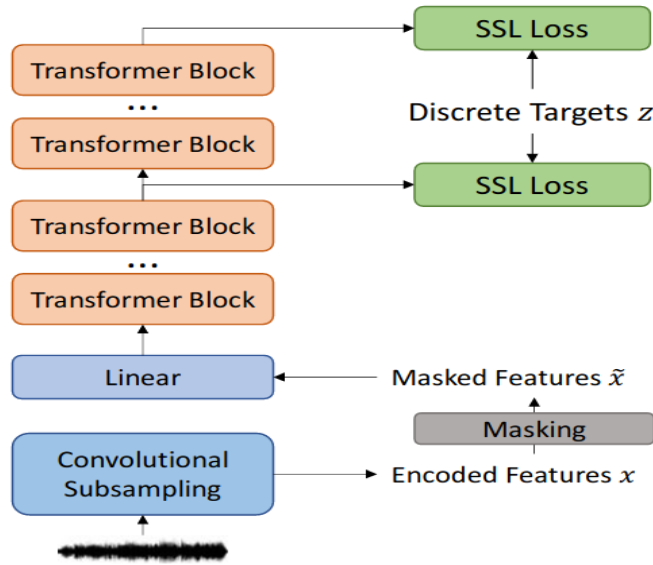 SSL Loss
Transformer Block
...
Discrete Targets z
Transformer Block
SSL Loss
Transformer Block
...
Transformer Block
Linear
Masked Features x̃
Masking
Convolutional
Subsampling
Encoded Features x